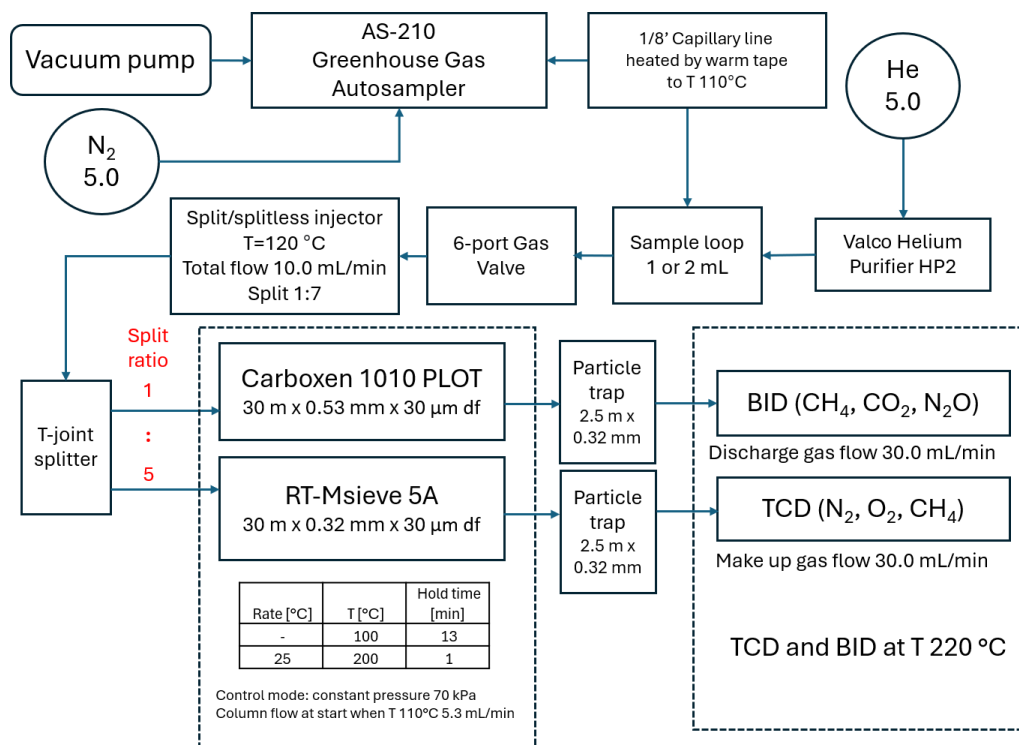 Vacuum pump
AS-210
Greenhouse Gas
Autosampler
1/8’ Capillary line
heated by warm tape
to T 110°C
He
5.0
N₂
5.0
Split/splitless injector
T=120 °C
Total flow 10.0 mL/min
Split 1:7
6-port Gas
Valve
Sample loop
1 or 2 mL
Valco Helium
Purifier HP2
Split
ratio
1
:
5
T-joint
splitter
Carboxen 1010 PLOT
30 m x 0.53 mm x 30 µm df
RT-Msieve 5A
30 m x 0.32 mm x 30 µm df
Particle
trap
2.5 m x
0.32 mm
Particle
trap
2.5 m x
0.32 mm
BID (CH₄, CO₂, N₂O)
Discharge gas flow 30.0 mL/min
TCD (N₂, O₂, CH₄)
Make up gas flow 30.0 mL/min
TCD and BID at T 220 °C
Rate [°C] T [°C] Hold time [min]
- 100 13
25 200 1
Control mode: constant pressure 70 kPa
Column flow at start when T 110°C 5.3 mL/min